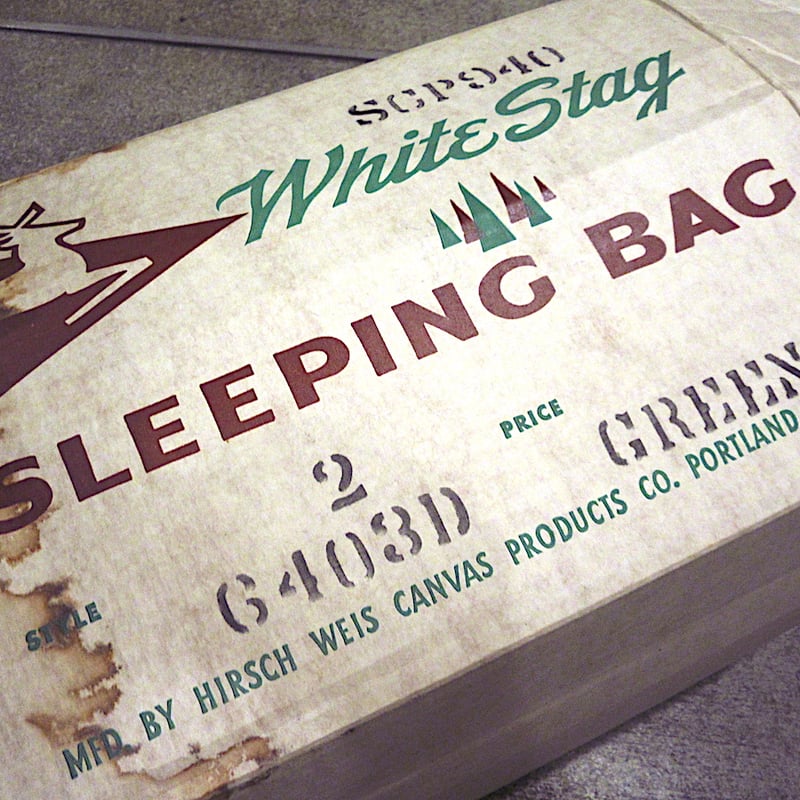 SCP940
White Stag
SLEEPING BAG
PRICE GREEN
2
STYLE 6403D
MFD. BY HIRSCH WEIS CANVAS PRODUCTS CO. PORTLAND